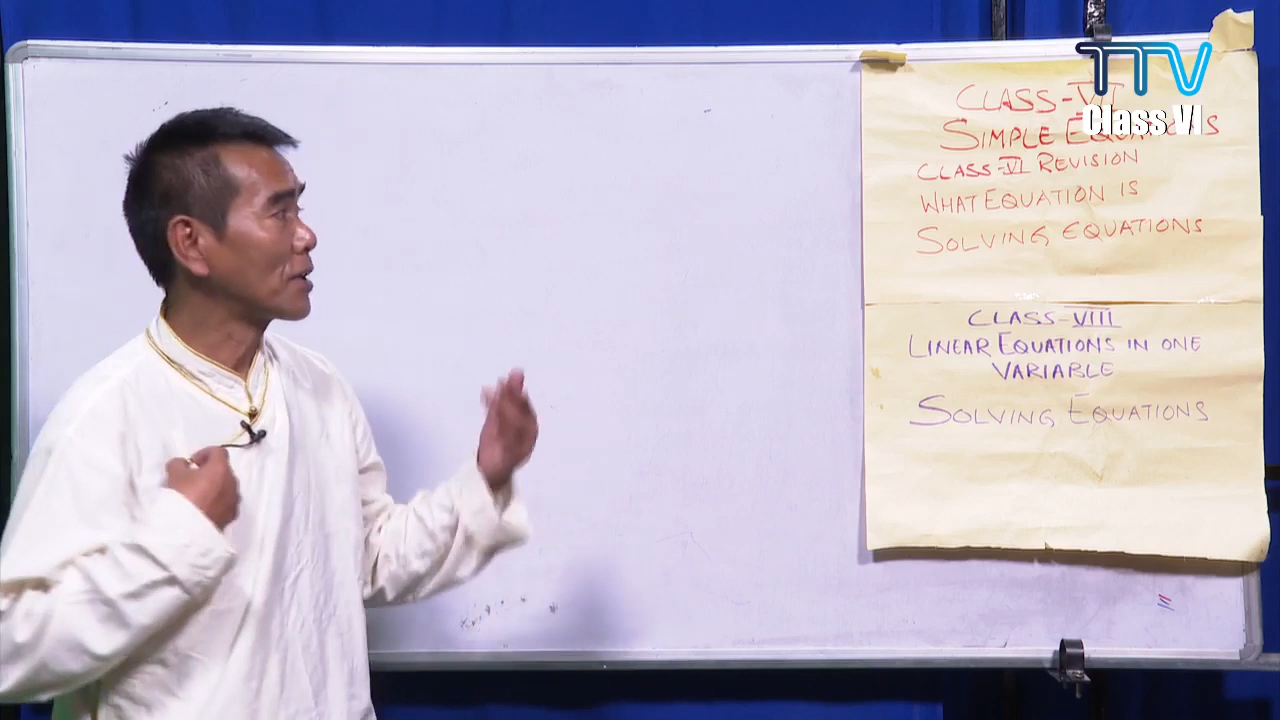 TTV
Class VI
CLASS-VII
SIMPLE EQUATIONS
CLASS-VI REVISION
WHAT EQUATION IS
SOLVING EQUATIONS
CLASS-VIII
LINEAR EQUATIONS IN ONE
VARIABLE
SOLVING EQUATIONS